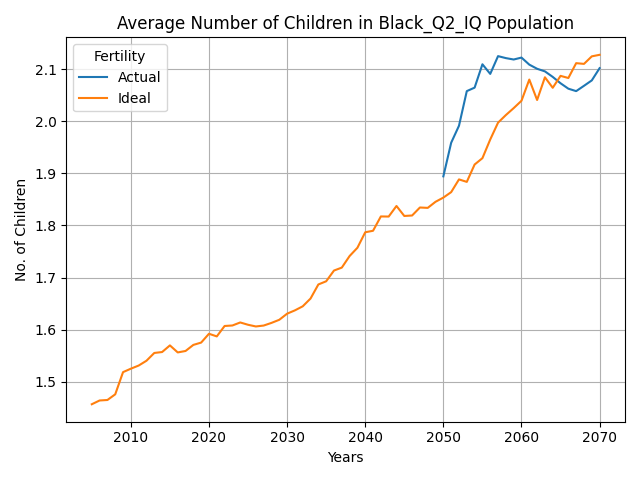 Average Number of Children in Black_Q2_IQ Population
Fertility
Actual
Ideal
No. of Children
2.1
2.0
1.9
1.8
1.7
1.6
1.5
2010 2020 2030 2040 2050 2060 2070
Years